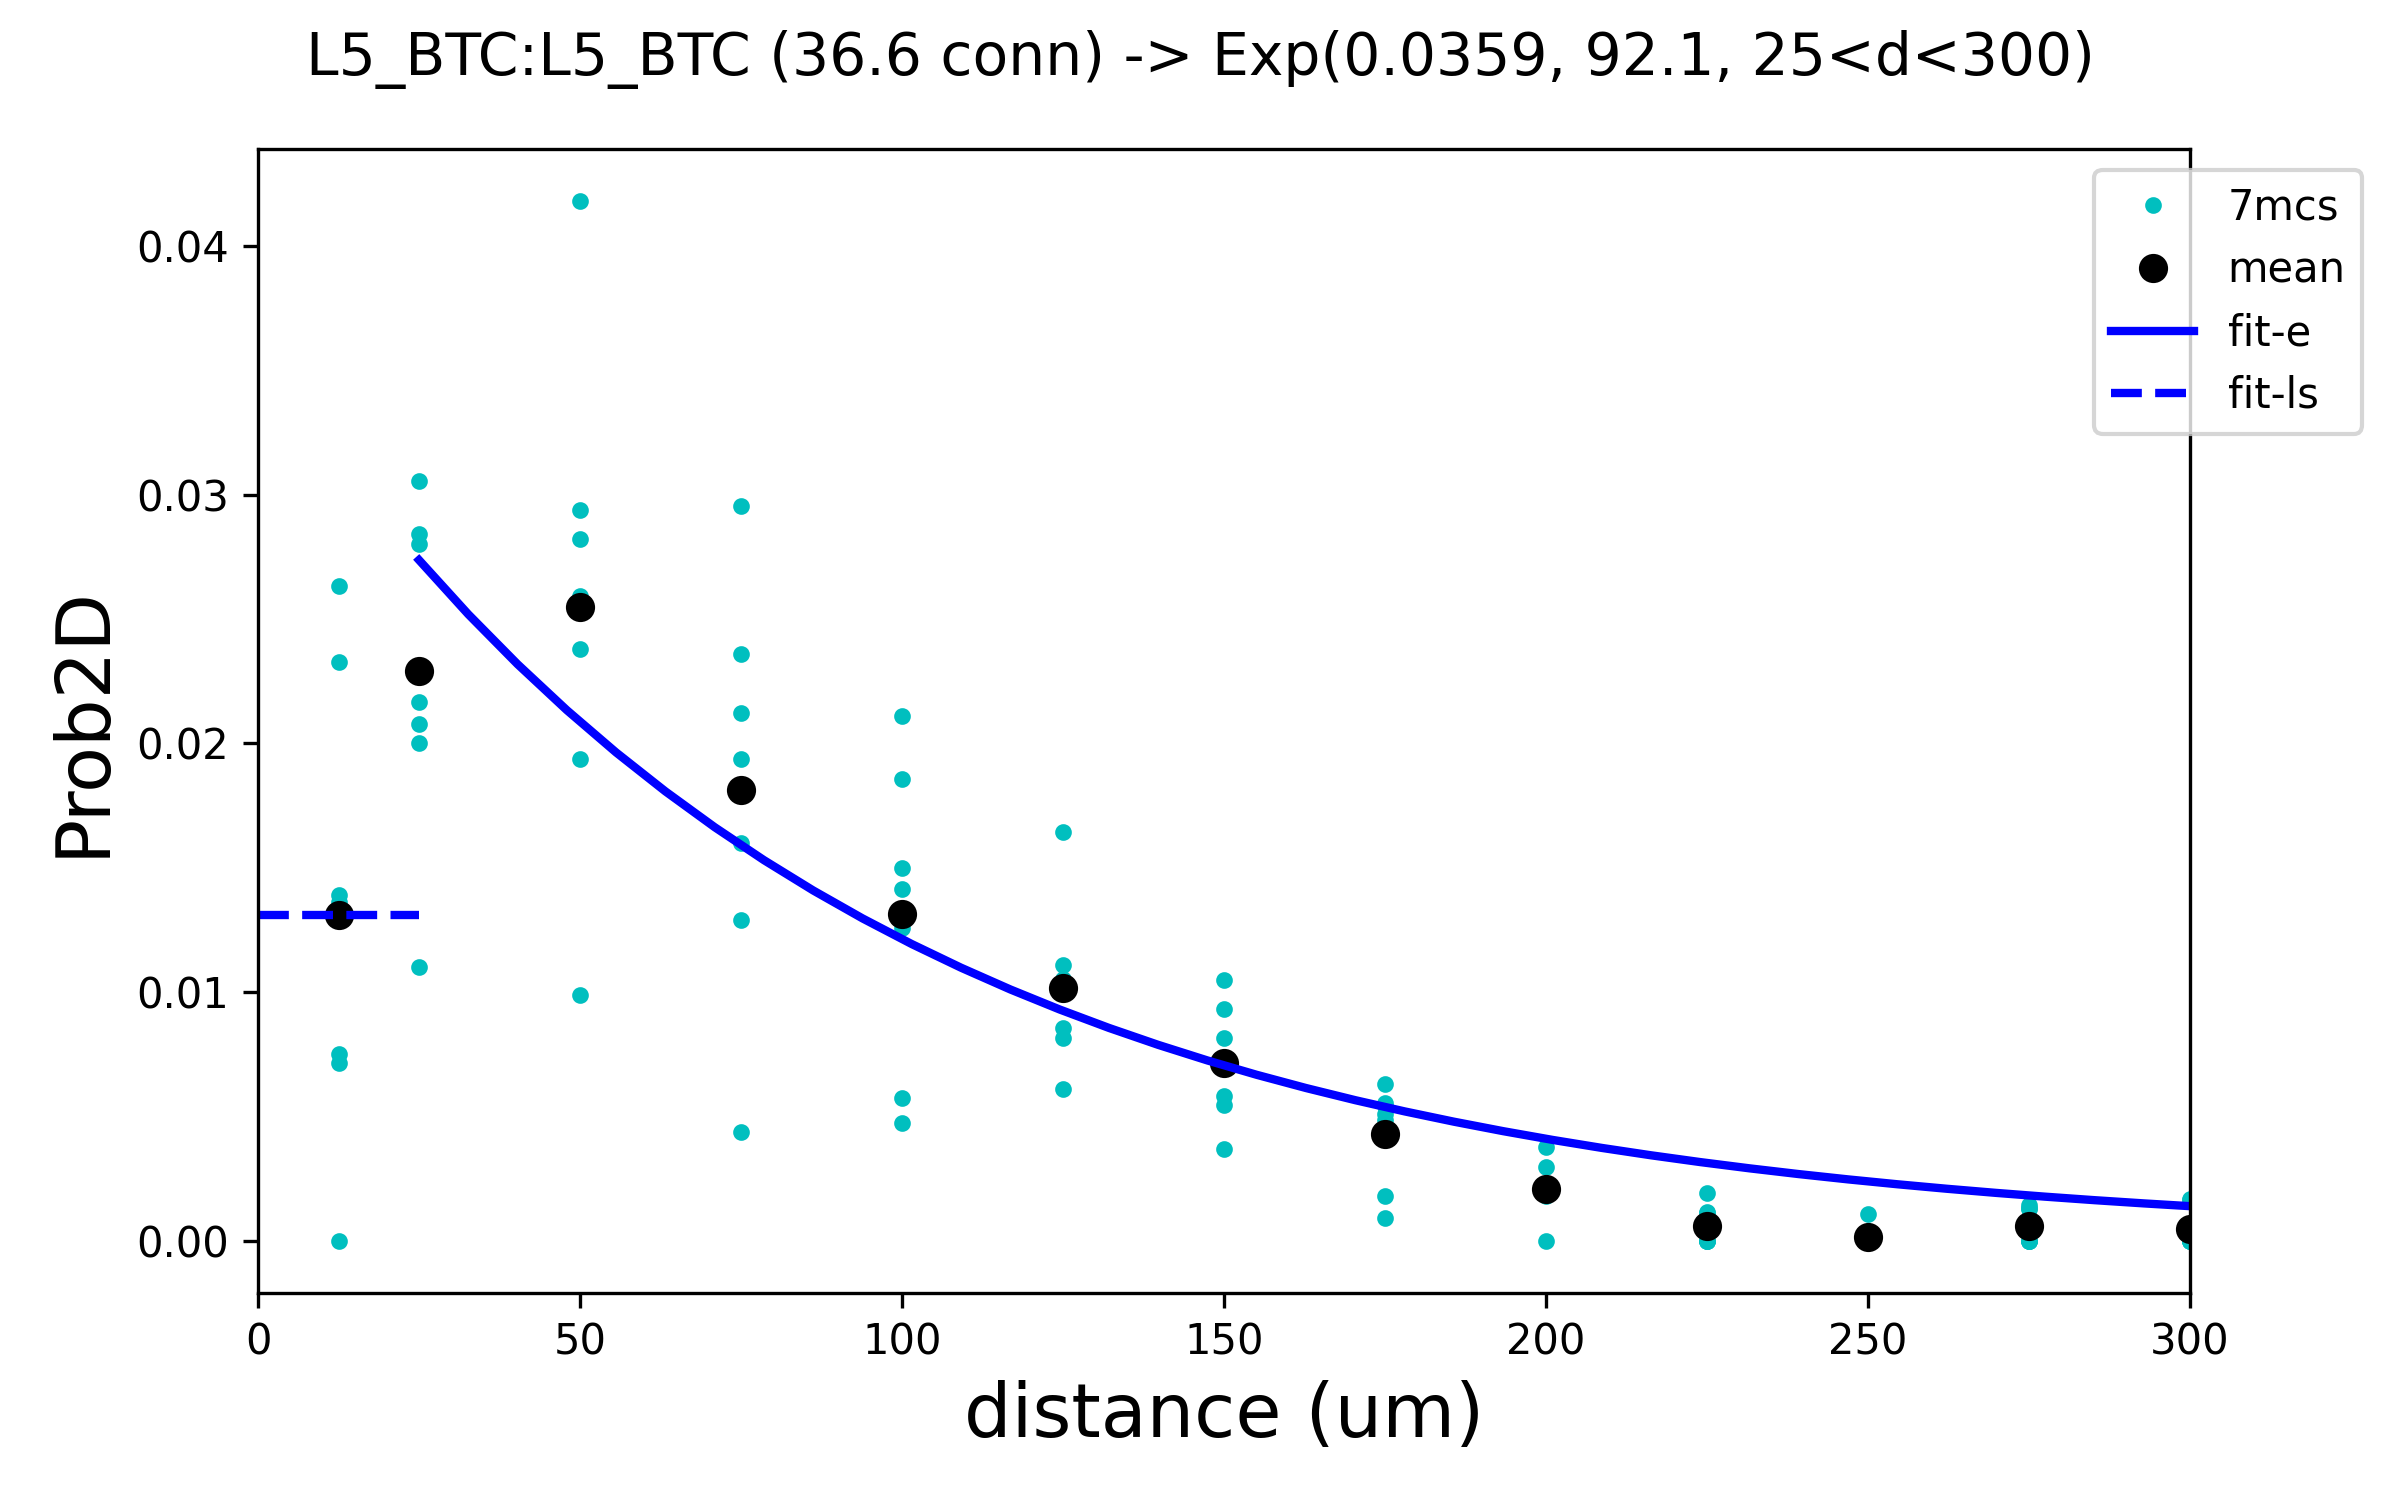 L5_BTC:L5_BTC (36.6 conn) -> Exp(0.0359, 92.1, 25<d<300)
7mcs
mean
fit-e
fit-ls
Prob2D
0.04
0.03
0.02
0.01
0.00
0 50 100 150 200 250 300
distance (um)